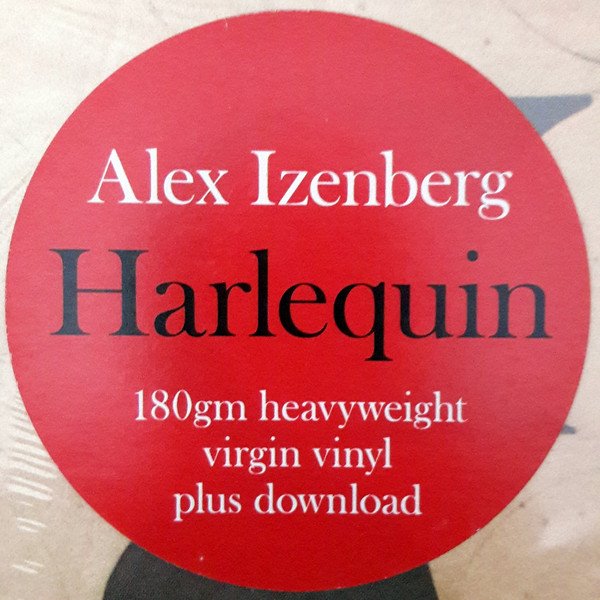 Alex Izenberg
Harlequin
180gm heavyweight
virgin vinyl
plus download